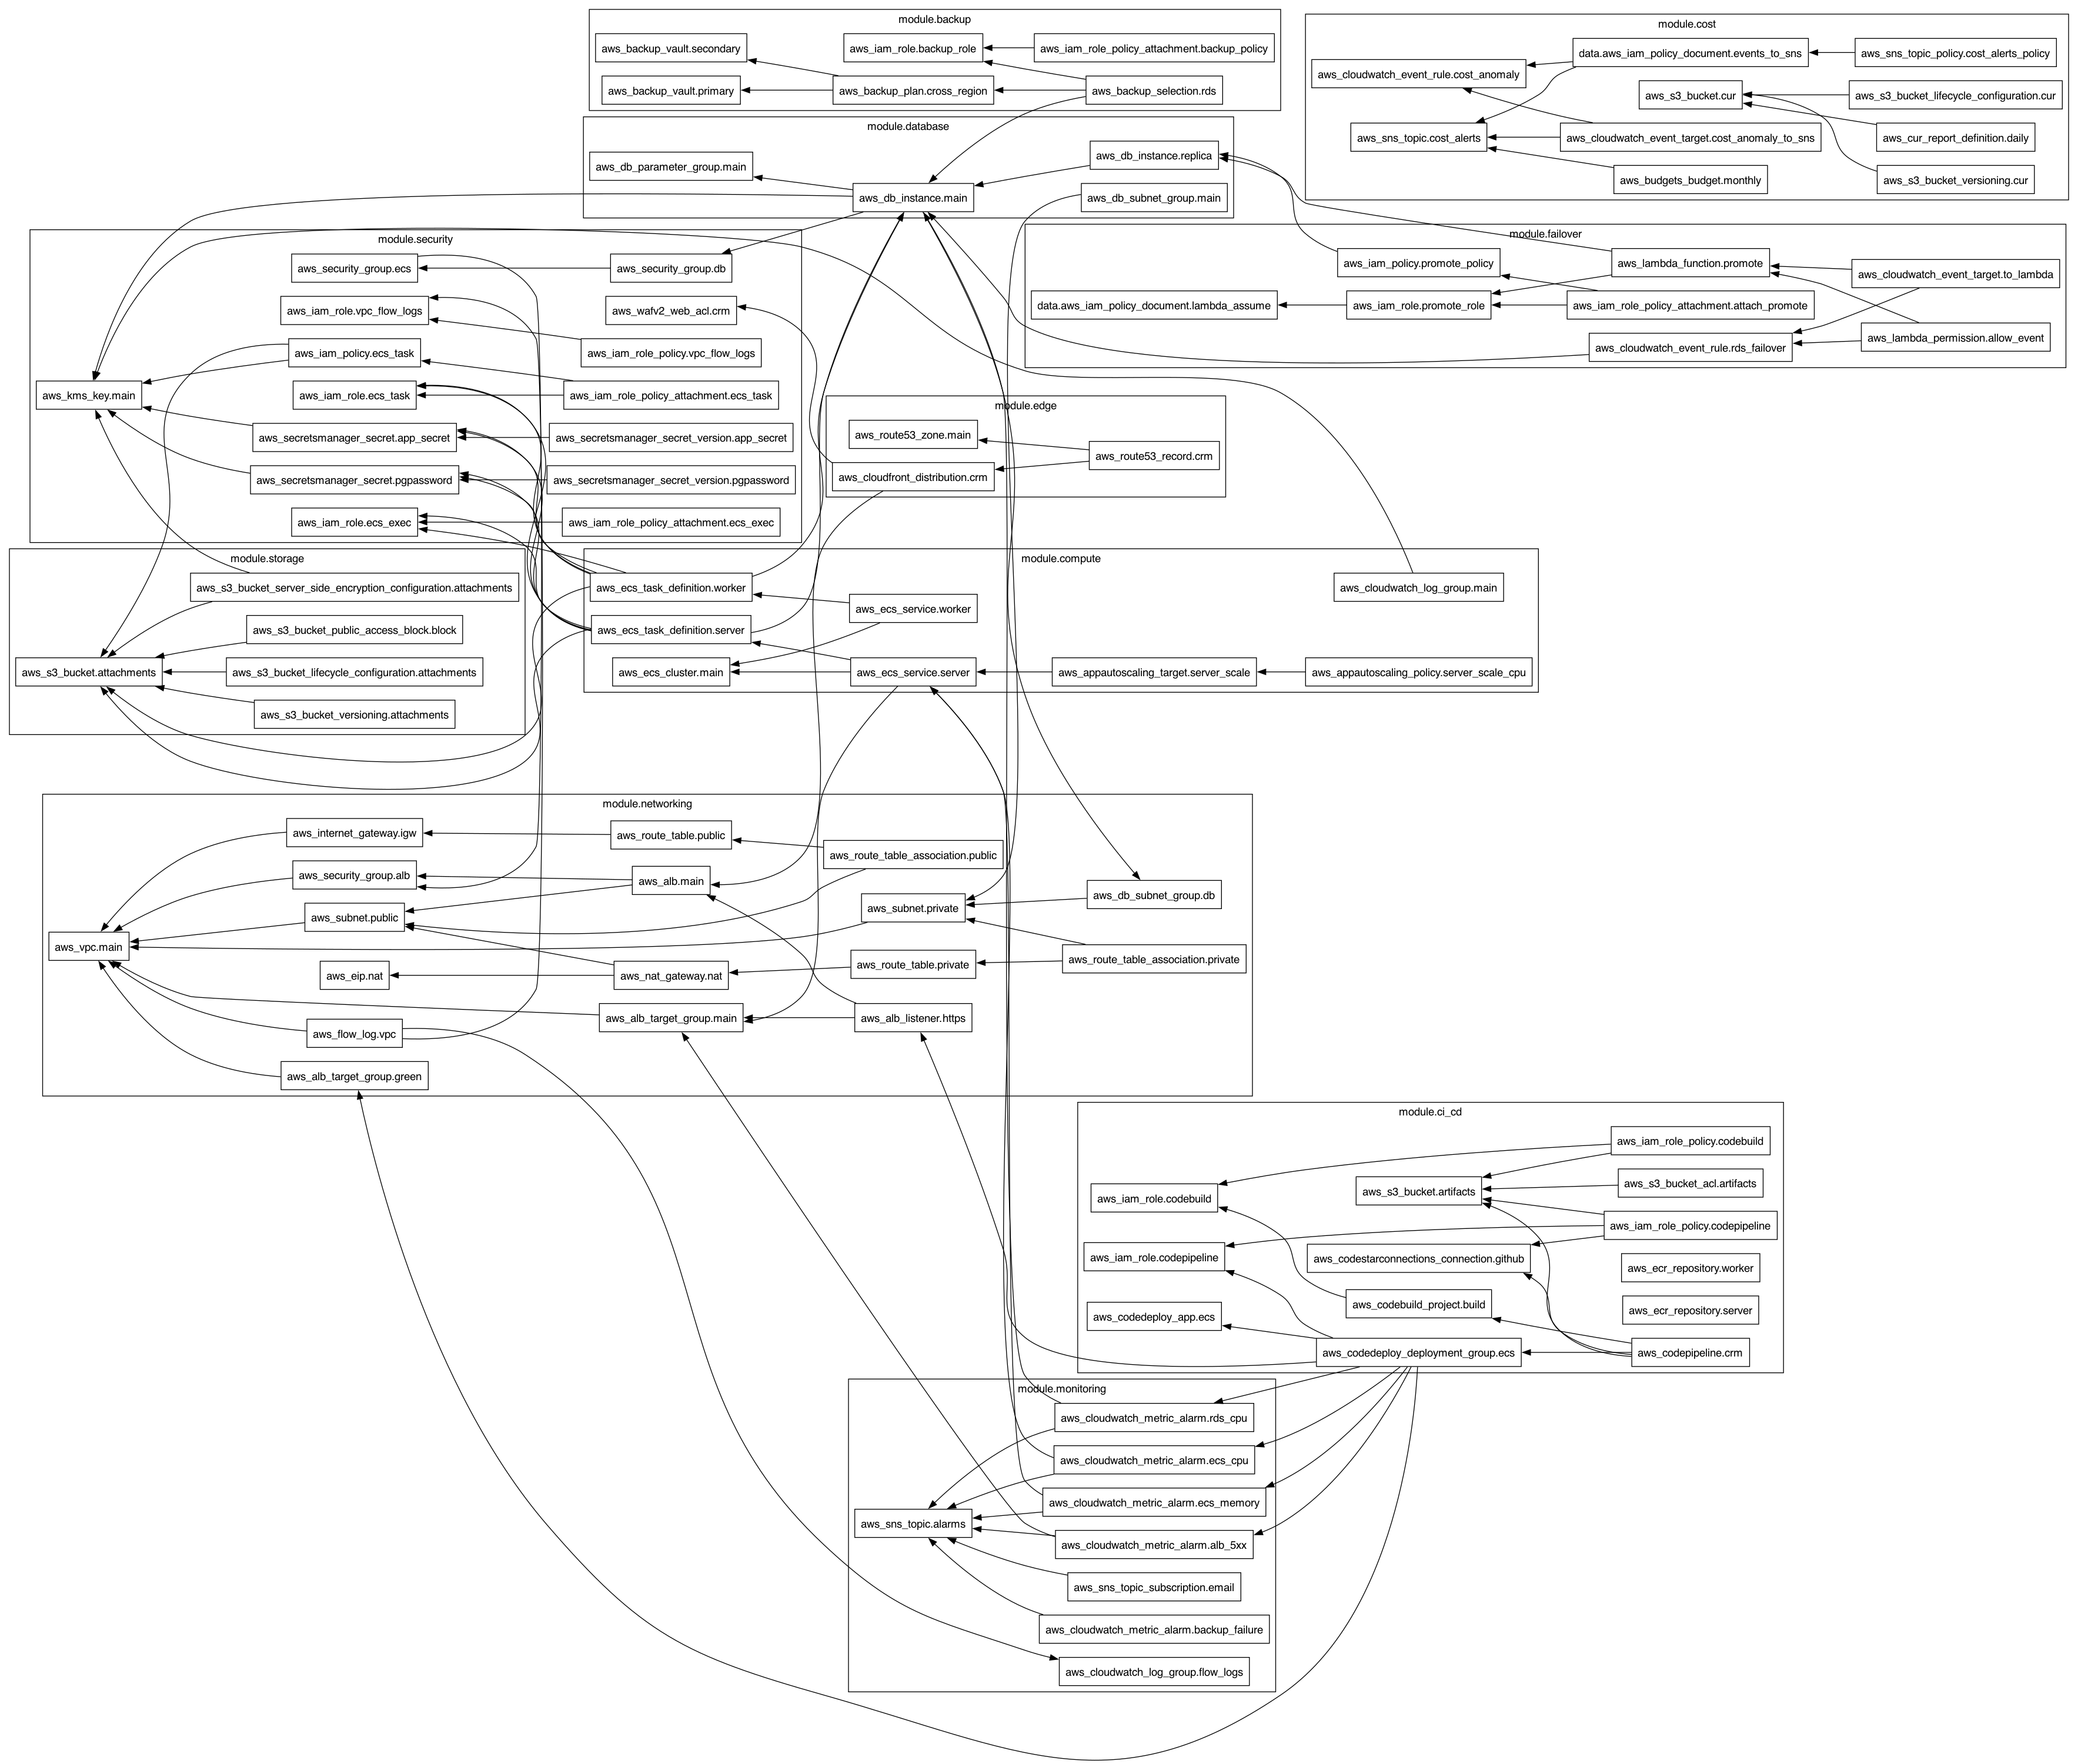 module.backup
aws_backup_vault.secondary
aws_iam_role.backup_role
aws_iam_role_policy_attachment.backup_policy
aws_backup_vault.primary
aws_backup_plan.cross_region
aws_backup_selection.rds
module.cost
data.aws_iam_policy_document.events_to_sns
aws_sns_topic_policy.cost_alerts_policy
aws_cloudwatch_event_rule.cost_anomaly
aws_s3_bucket.cur
aws_s3_bucket_lifecycle_configuration.cur
aws_sns_topic.cost_alerts
aws_cloudwatch_event_target.cost_anomaly_to_sns
aws_cur_report_definition.daily
aws_budgets_budget.monthly
aws_s3_bucket_versioning.cur
module.database
aws_db_parameter_group.main
aws_db_instance.replica
aws_db_instance.main
aws_db_subnet_group.main
module.failover
aws_iam_policy.promote_policy
aws_lambda_function.promote
aws_cloudwatch_event_target.to_lambda
data.aws_iam_policy_document.lambda_assume
aws_iam_role.promote_role
aws_iam_role_policy_attachment.attach_promote
aws_cloudwatch_event_rule.rds_failover
aws_lambda_permission.allow_event
module.security
aws_security_group.ecs
aws_security_group.db
aws_iam_role.vpc_flow_logs
aws_wafv2_web_acl.crm
aws_iam_policy.ecs_task
aws_iam_role_policy.vpc_flow_logs
aws_kms_key.main
aws_iam_role.ecs_task
aws_iam_role_policy_attachment.ecs_task
aws_secretsmanager_secret.app_secret
aws_secretsmanager_secret_version.app_secret
aws_secretsmanager_secret.pgpassword
aws_secretsmanager_secret_version.pgpassword
aws_iam_role.ecs_exec
aws_iam_role_policy_attachment.ecs_exec
module.edge
aws_route53_zone.main
aws_route53_record.crm
aws_cloudfront_distribution.crm
module.storage
aws_s3_bucket_server_side_encryption_configuration.attachments
aws_s3_bucket_public_access_block.block
aws_s3_bucket.attachments
aws_s3_bucket_lifecycle_configuration.attachments
aws_s3_bucket_versioning.attachments
module.compute
aws_ecs_task_definition.worker
aws_cloudwatch_log_group.main
aws_ecs_service.worker
aws_ecs_task_definition.server
aws_ecs_cluster.main
aws_ecs_service.server
aws_appautoscaling_target.server_scale
aws_appautoscaling_policy.server_scale_cpu
module.networking
aws_internet_gateway.igw
aws_route_table.public
aws_route_table_association.public
aws_security_group.alb
aws_alb.main
aws_db_subnet_group.db
aws_subnet.public
aws_subnet.private
aws_vpc.main
aws_route_table_association.private
aws_eip.nat
aws_nat_gateway.nat
aws_route_table.private
aws_alb_target_group.main
aws_alb_listener.https
aws_flow_log.vpc
aws_alb_target_group.green
module.ci_cd
aws_iam_role_policy.codebuild
aws_s3_bucket_acl.artifacts
aws_iam_role.codebuild
aws_s3_bucket.artifacts
aws_iam_role_policy.codepipeline
aws_iam_role.codepipeline
aws_codestarconnections_connection.github
aws_ecr_repository.worker
aws_codebuild_project.build
aws_ecr_repository.server
aws_codedeploy_app.ecs
aws_codedeploy_deployment_group.ecs
aws_codepipeline.crm
module.monitoring
aws_cloudwatch_metric_alarm.rds_cpu
aws_cloudwatch_metric_alarm.ecs_cpu
aws_cloudwatch_metric_alarm.ecs_memory
aws_sns_topic.alarms
aws_cloudwatch_metric_alarm.alb_5xx
aws_sns_topic_subscription.email
aws_cloudwatch_metric_alarm.backup_failure
aws_cloudwatch_log_group.flow_logs